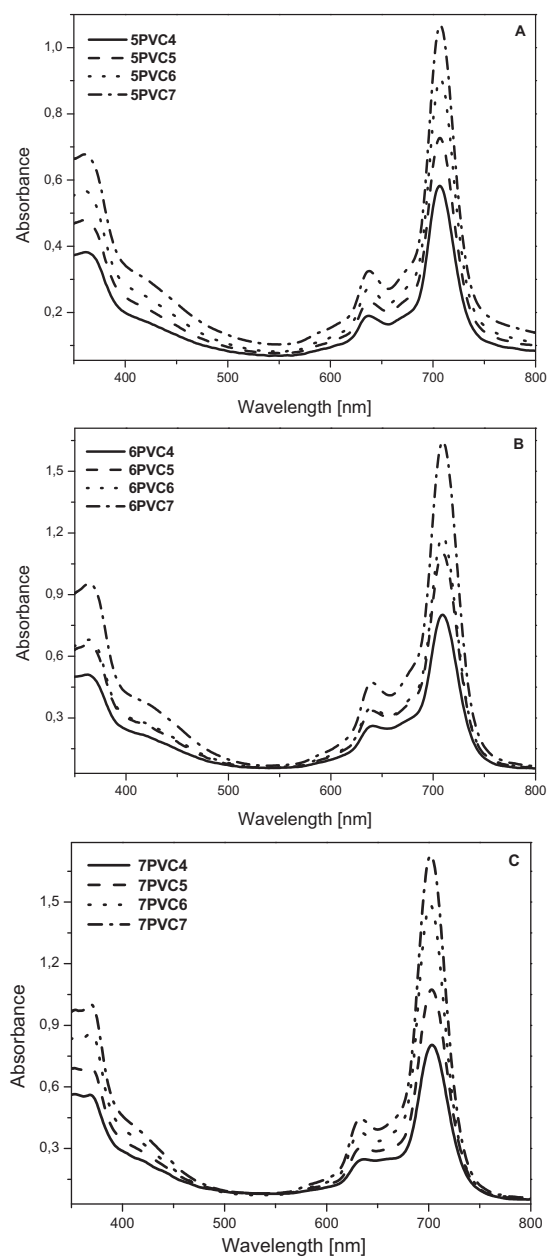 A
5PVC4
5PVC5
5PVC6
5PVC7
1,0
0,8
0,6
0,4
0,2
Absorbance
400 500 600 700 800
Wavelength [nm]
B
6PVC4
6PVC5
6PVC6
6PVC7
1,5
1,2
0,9
0,6
0,3
Absorbance
400 500 600 700 800
Wavelength [nm]
C
7PVC4
7PVC5
7PVC6
7PVC7
1,5
1,2
0,9
0,6
0,3
Absorbance
400 500 600 700 800
Wavelength [nm]